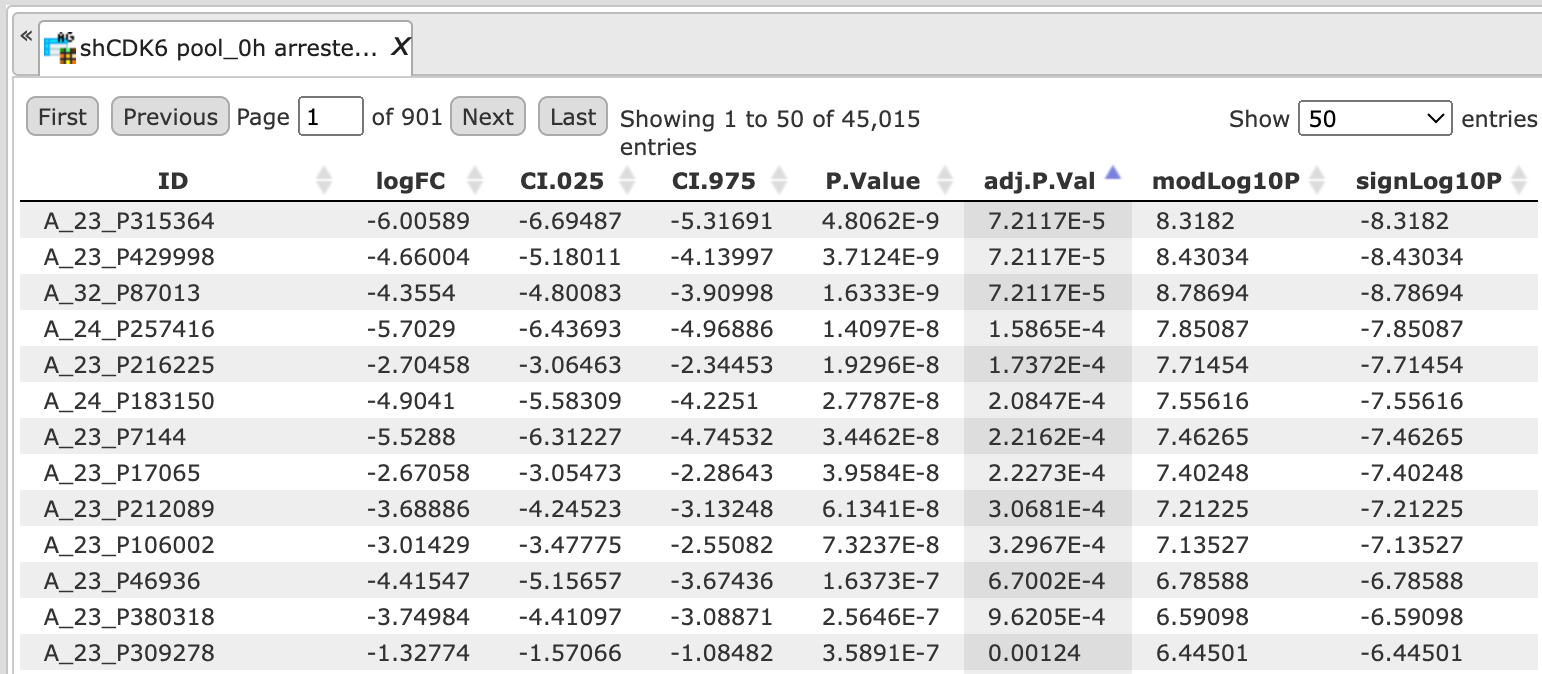 «
AG shCDK6 pool_0h arreste... X
First Previous Page 1 of 901 Next Last Showing 1 to 50 of 45,015 entries Show 50 entries
ID logFC CI.025 CI.975 P.Value adj.P.Val modLog10P signLog10P
A_23_P315364 -6.00589 -6.69487 -5.31691 4.8062E-9 7.2117E-5 8.3182 -8.3182
A_23_P429998 -4.66004 -5.18011 -4.13997 3.7124E-9 7.2117E-5 8.43034 -8.43034
A_32_P87013 -4.3554 -4.80083 -3.90998 1.6333E-9 7.2117E-5 8.78694 -8.78694
A_24_P257416 -5.7029 -6.43693 -4.96886 1.4097E-8 1.5865E-4 7.85087 -7.85087
A_23_P216225 -2.70458 -3.06463 -2.34453 1.9296E-8 1.7372E-4 7.71454 -7.71454
A_24_P183150 -4.9041 -5.58309 -4.2251 2.7787E-8 2.0847E-4 7.55616 -7.55616
A_23_P7144 -5.5288 -6.31227 -4.74532 3.4462E-8 2.2162E-4 7.46265 -7.46265
A_23_P17065 -2.67058 -3.05473 -2.28643 3.9584E-8 2.2273E-4 7.40248 -7.40248
A_23_P212089 -3.68886 -4.24523 -3.13248 6.1341E-8 3.0681E-4 7.21225 -7.21225
A_23_P106002 -3.01429 -3.47775 -2.55082 7.3237E-8 3.2967E-4 7.13527 -7.13527
A_23_P46936 -4.41547 -5.15657 -3.67436 1.6373E-7 6.7002E-4 6.78588 -6.78588
A_23_P380318 -3.74984 -4.41097 -3.08871 2.5646E-7 9.6205E-4 6.59098 -6.59098
A_23_P309278 -1.32774 -1.57066 -1.08482 3.5891E-7 0.00124 6.44501 -6.44501